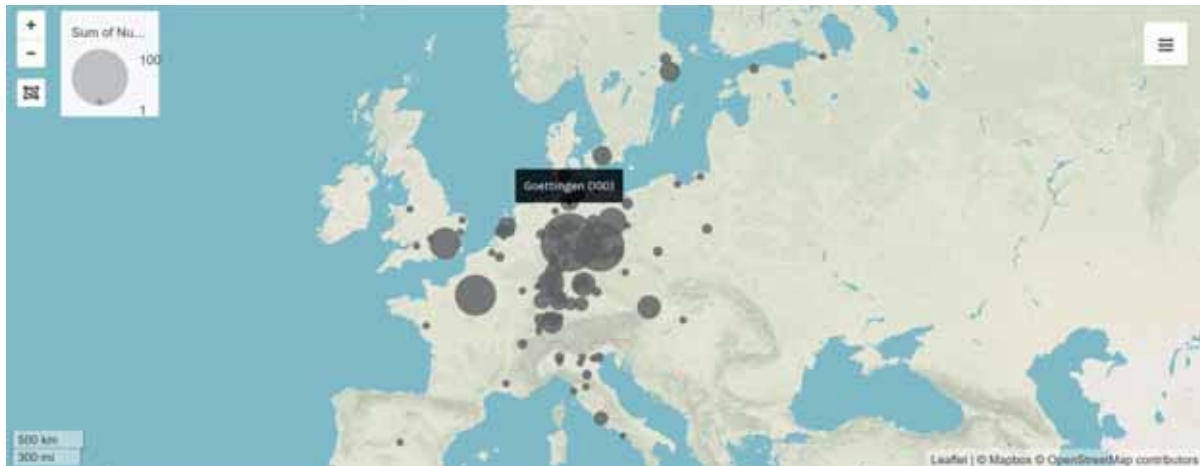 +
−
Sum of Nu...
100
1
Goettingen (100)
500 km
300 mi
Leaflet | © Mapbox © OpenStreetMap contributors